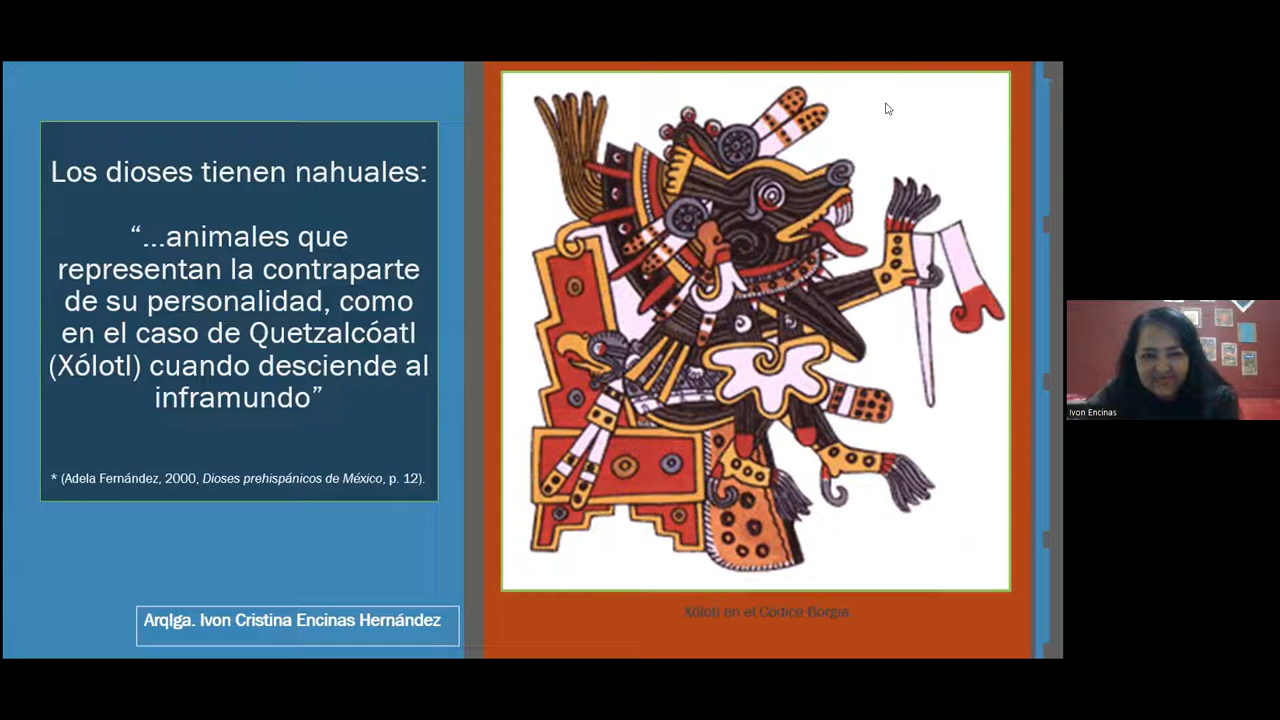 Los dioses tienen nahuales:
“...animales que
representan la contraparte
de su personalidad, como
en el caso de Quetzalcóatl
(Xólotl) cuando desciende al
inframundo”
* (Adela Fernández, 2000, Dioses prehispánicos de México, p. 12).
Arqlga. Ivon Cristina Encinas Hernández
Xólotl en el Códice Borgia.
Ivon Encinas